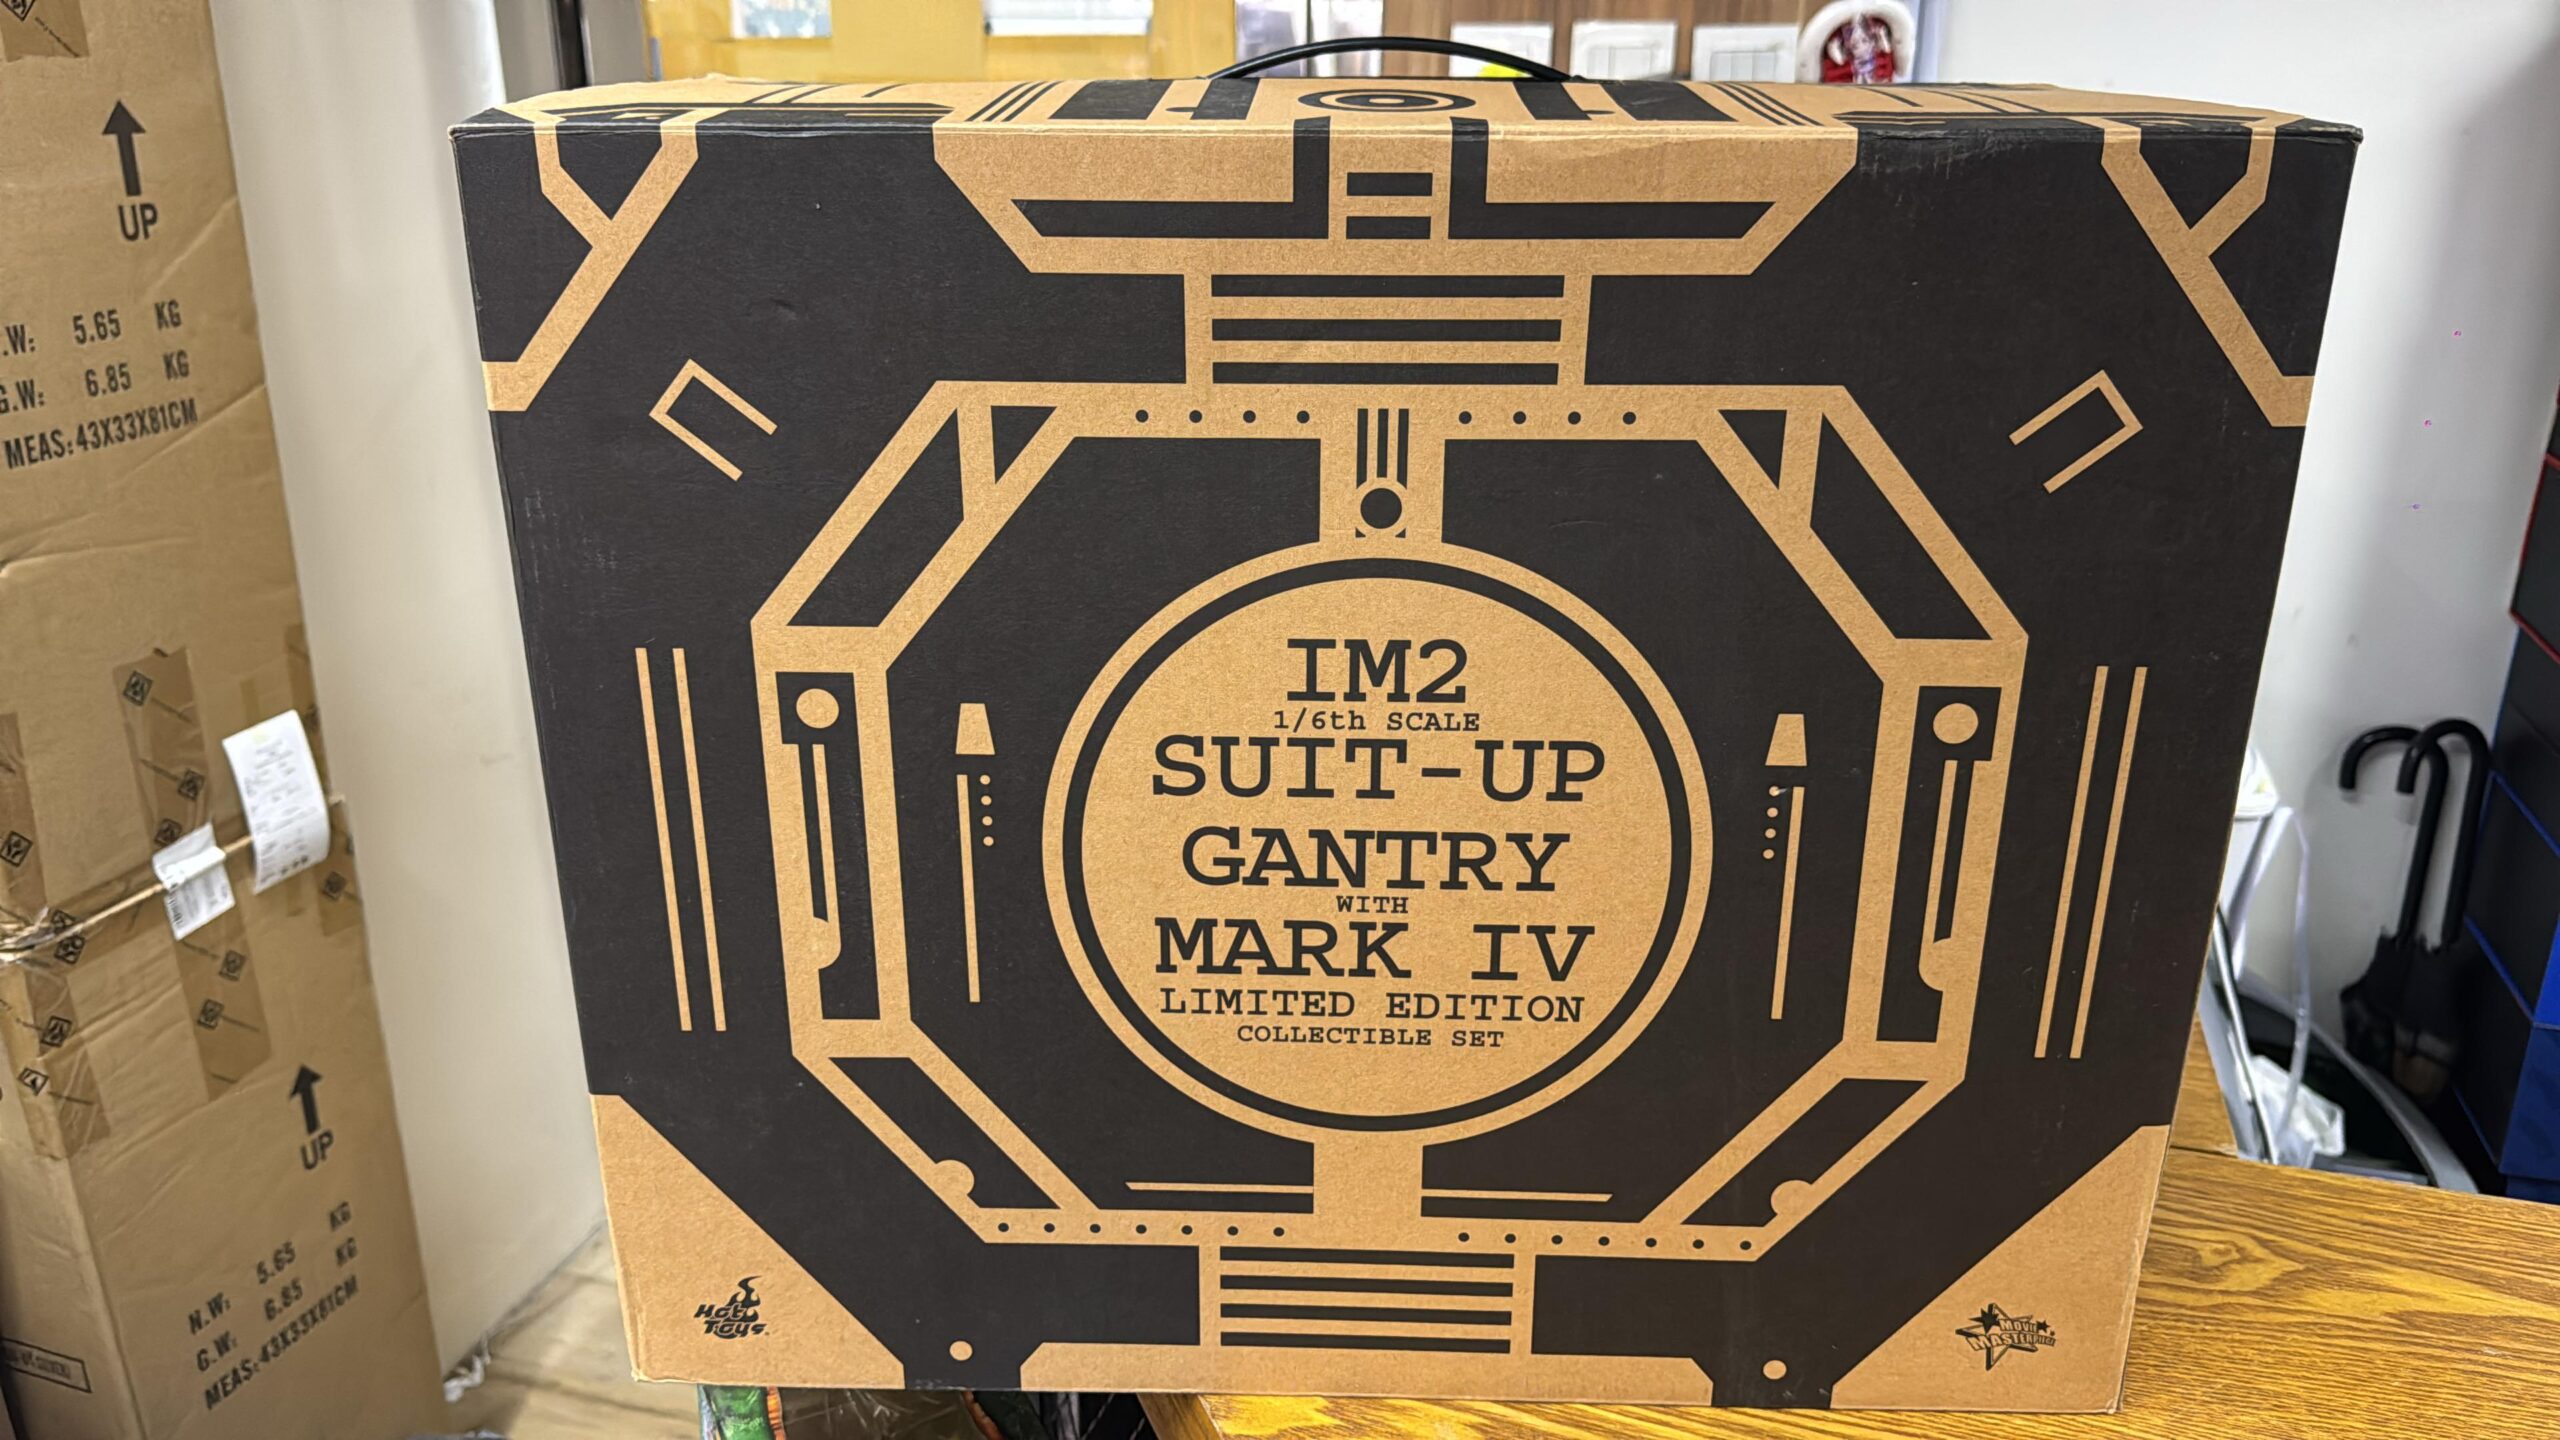 UP
.W: 5.65 KG
G.W: 6.85 KG
MEAS:43X33X81CM
UP
N.W: 5.65 KG
G.W: 6.85 KG
MEAS:43X33X81CM
IM2
1/6th SCALE
SUIT-UP
GANTRY
WITH
MARK IV
LIMITED EDITION
COLLECTIBLE SET
Hot
Toys
MOVIE
MASTERPIECE